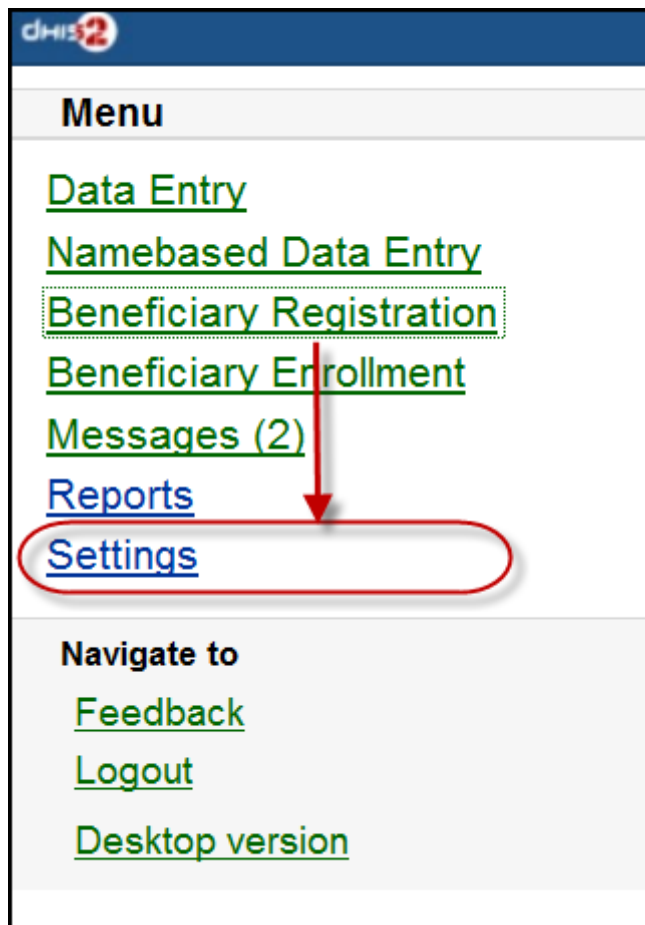 dHIS2
Menu
Data Entry
Namebased Data Entry
Beneficiary Registration
Beneficiary Enrollment
Messages (2)
Reports
Settings
Navigate to
Feedback
Logout
Desktop version